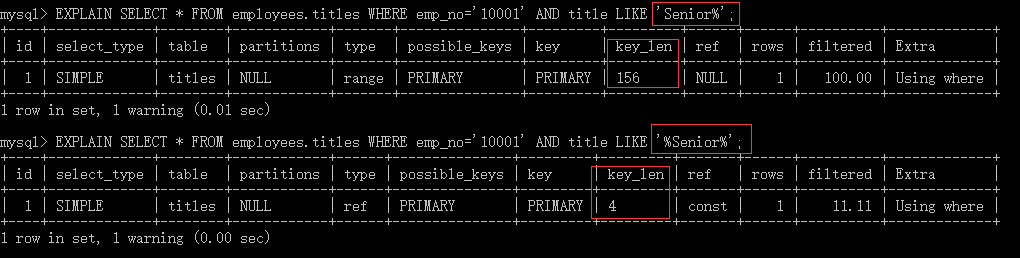 mysql> EXPLAIN SELECT * FROM employees.titles WHERE emp_no='10001' AND title LIKE 'Senior%';
+----+-------------+--------+------------+-------+---------------+---------+---------+------+------+----------+-------------+
| id | select_type | table | partitions | type | possible_keys | key | key_len | ref | rows | filtered | Extra |
+----+-------------+--------+------------+-------+---------------+---------+---------+------+------+----------+-------------+
| 1 | SIMPLE | titles | NULL | range | PRIMARY | PRIMARY | 156 | NULL | 1 | 100.00 | Using where |
+----+-------------+--------+------------+-------+---------------+---------+---------+------+------+----------+-------------+
1 row in set, 1 warning (0.01 sec)
mysql> EXPLAIN SELECT * FROM employees.titles WHERE emp_no='10001' AND title LIKE '%Senior%';
+----+-------------+--------+------------+------+---------------+---------+---------+-------+------+----------+-------------+
| id | select_type | table | partitions | type | possible_keys | key | key_len | ref | rows | filtered | Extra |
+----+-------------+--------+------------+------+---------------+---------+---------+-------+------+----------+-------------+
| 1 | SIMPLE | titles | NULL | ref | PRIMARY | PRIMARY | 4 | const | 1 | 11.11 | Using where |
+----+-------------+--------+------------+------+---------------+---------+---------+-------+------+----------+-------------+
1 row in set, 1 warning (0.00 sec)